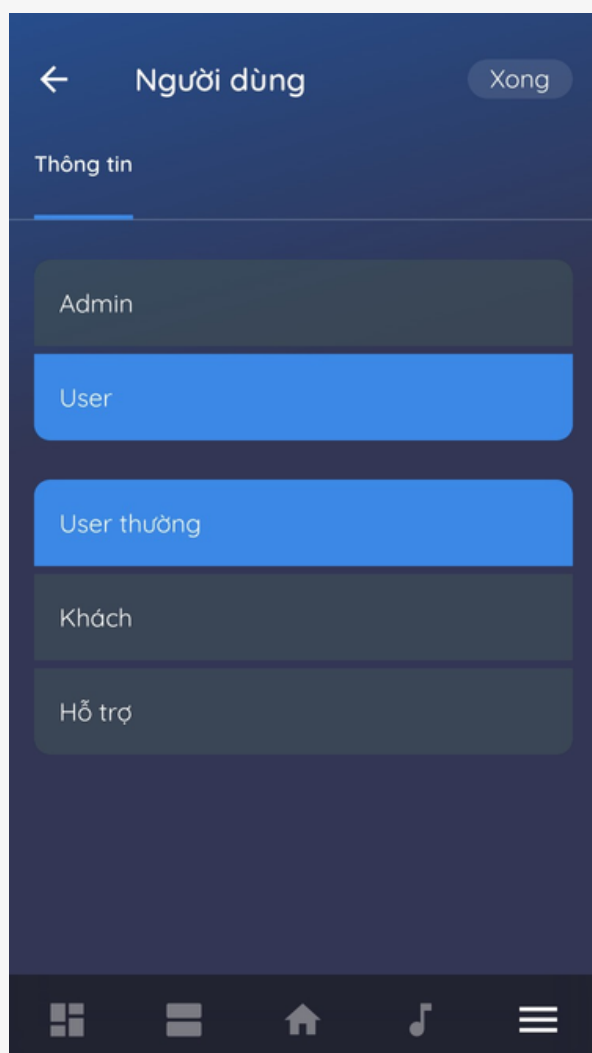 Người dùng
Xong
Thông tin
Admin
User
User thường
Khách
Hỗ trợ